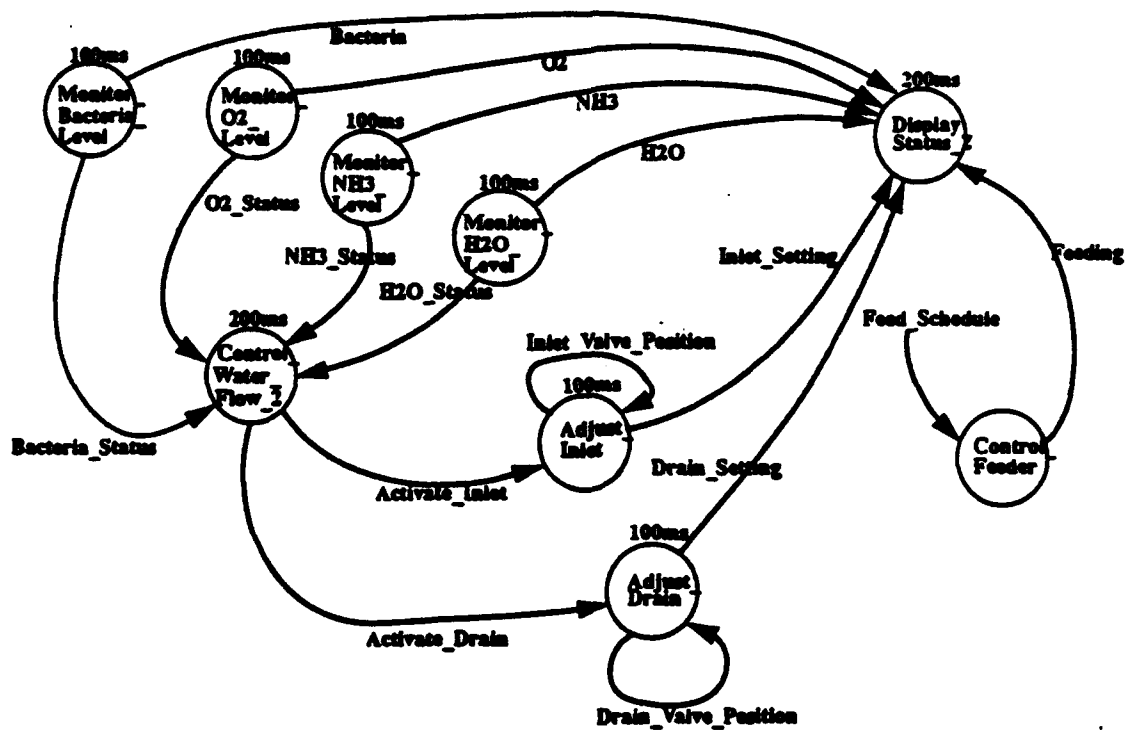 Bacteria
100ms
Monitor_
Bacteria_
Level
100ms
Monitor_
O2_
Level
O2
200ms
Display_
Status_2
NH3
100ms
Monitor_
NH3_
Level
H2O
100ms
Monitor_
H2O_
Level
O2_Status
NH3_Status
H2O_Status
Inlet_Setting
Feeding
200ms
Control_
Water_
Flow_2
Feed_Schedule
Inlet_Valve_Position
100ms
Adjust_
Inlet
Bacteria_Status
Control_
Feeder
Drain_Setting
Activate_Inlet
100ms
Adjust_
Drain
Activate_Drain
Drain_Valve_Position